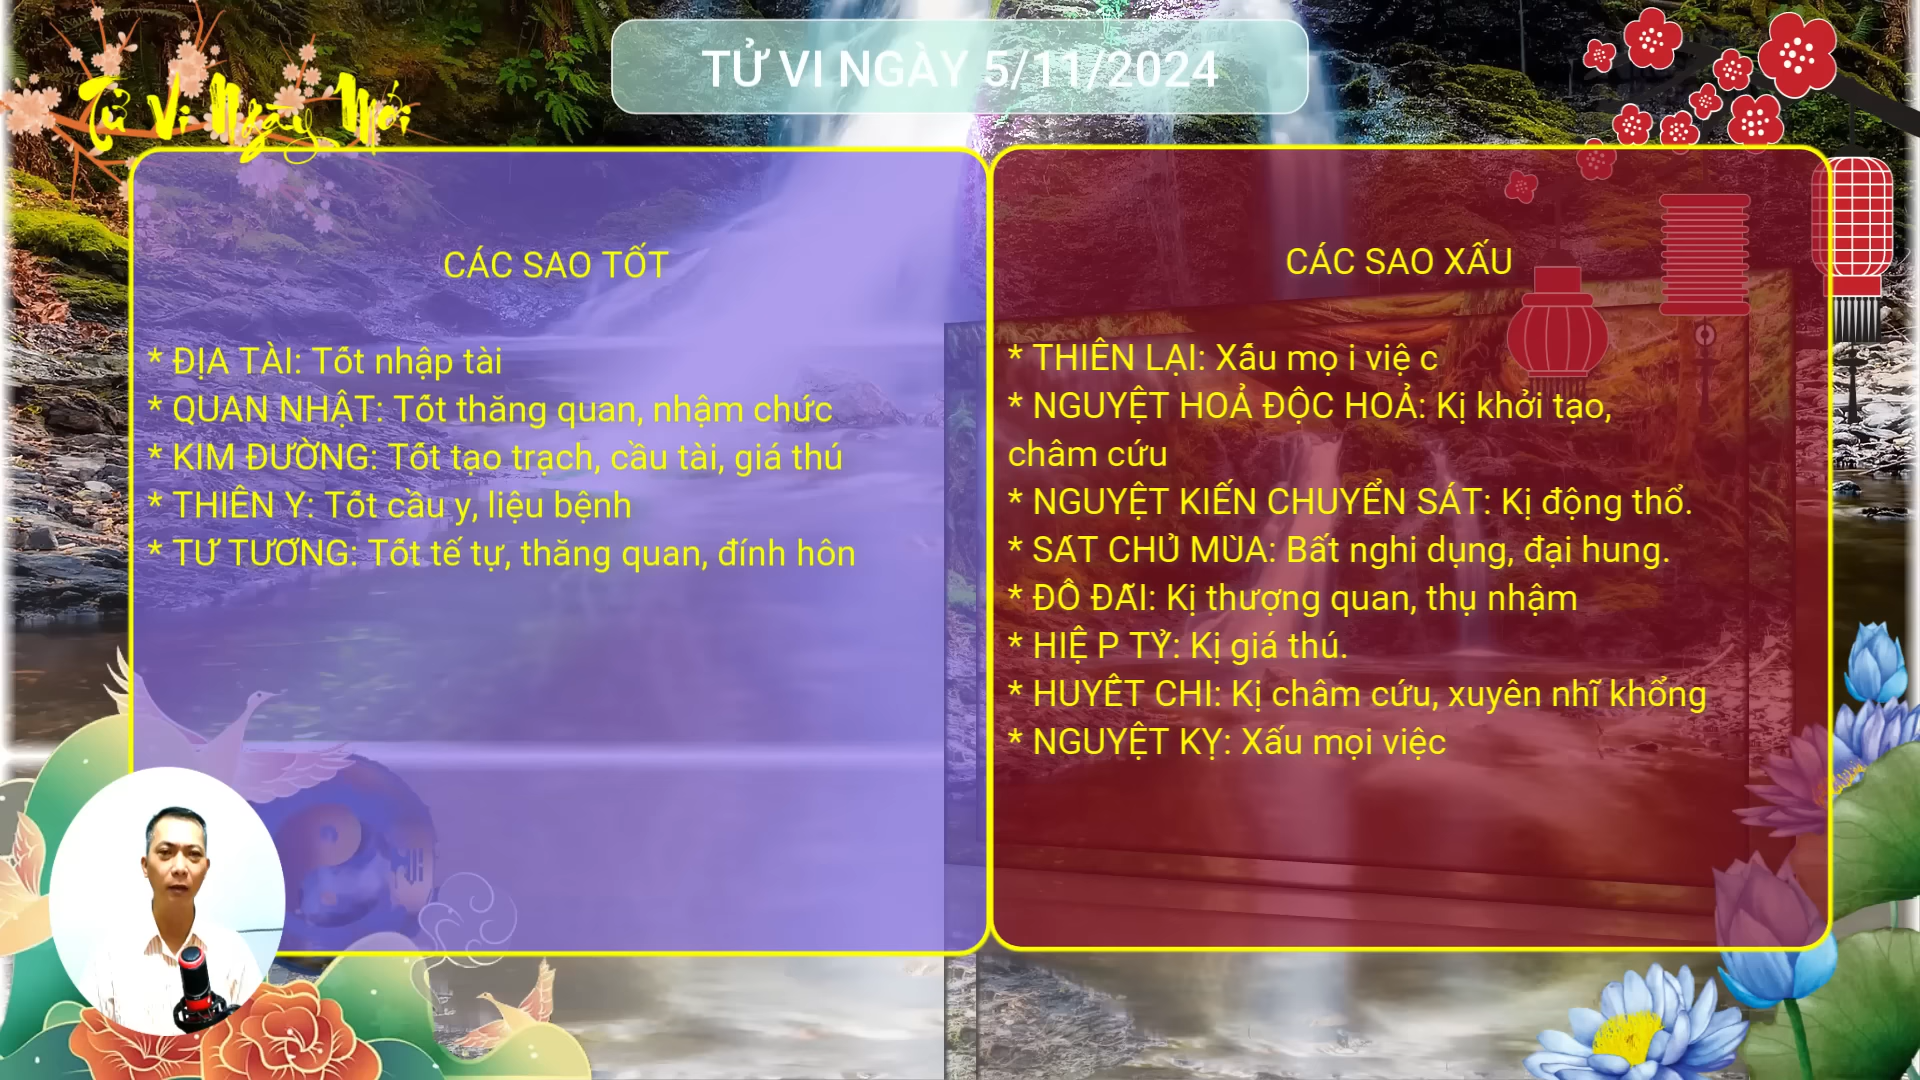 TỬ VI NGÀY 5/11/2024
Tử Vi Ngày Mới
CÁC SAO TỐT
* ĐỊA TÀI: Tốt nhập tài
* QUAN NHẬT: Tốt thăng quan, nhậm chức
* KIM ĐƯỜNG: Tốt tạo trạch, cầu tài, giá thú
* THIÊN Y: Tốt cầu y, liệu bệnh
* TƯ TƯƠNG: Tốt tế tự, thăng quan, đính hôn
CÁC SAO XẤU
* THIÊN LẠI: Xấu mọ i việ c
* NGUYỆT HOẢ ĐỘC HOẢ: Kị khởi tạo,
châm cứu
* NGUYỆT KIẾN CHUYỂN SÁT: Kị động thổ.
* SÁT CHỦ MÙA: Bất nghi dụng, đại hung.
* ĐÔ ĐÃI: Kị thượng quan, thụ nhậm
* HIỆ P TỶ: Kị giá thú.
* HUYẾT CHI: Kị châm cứu, xuyên nhĩ khổng
* NGUYỆT KỴ: Xấu mọi việc